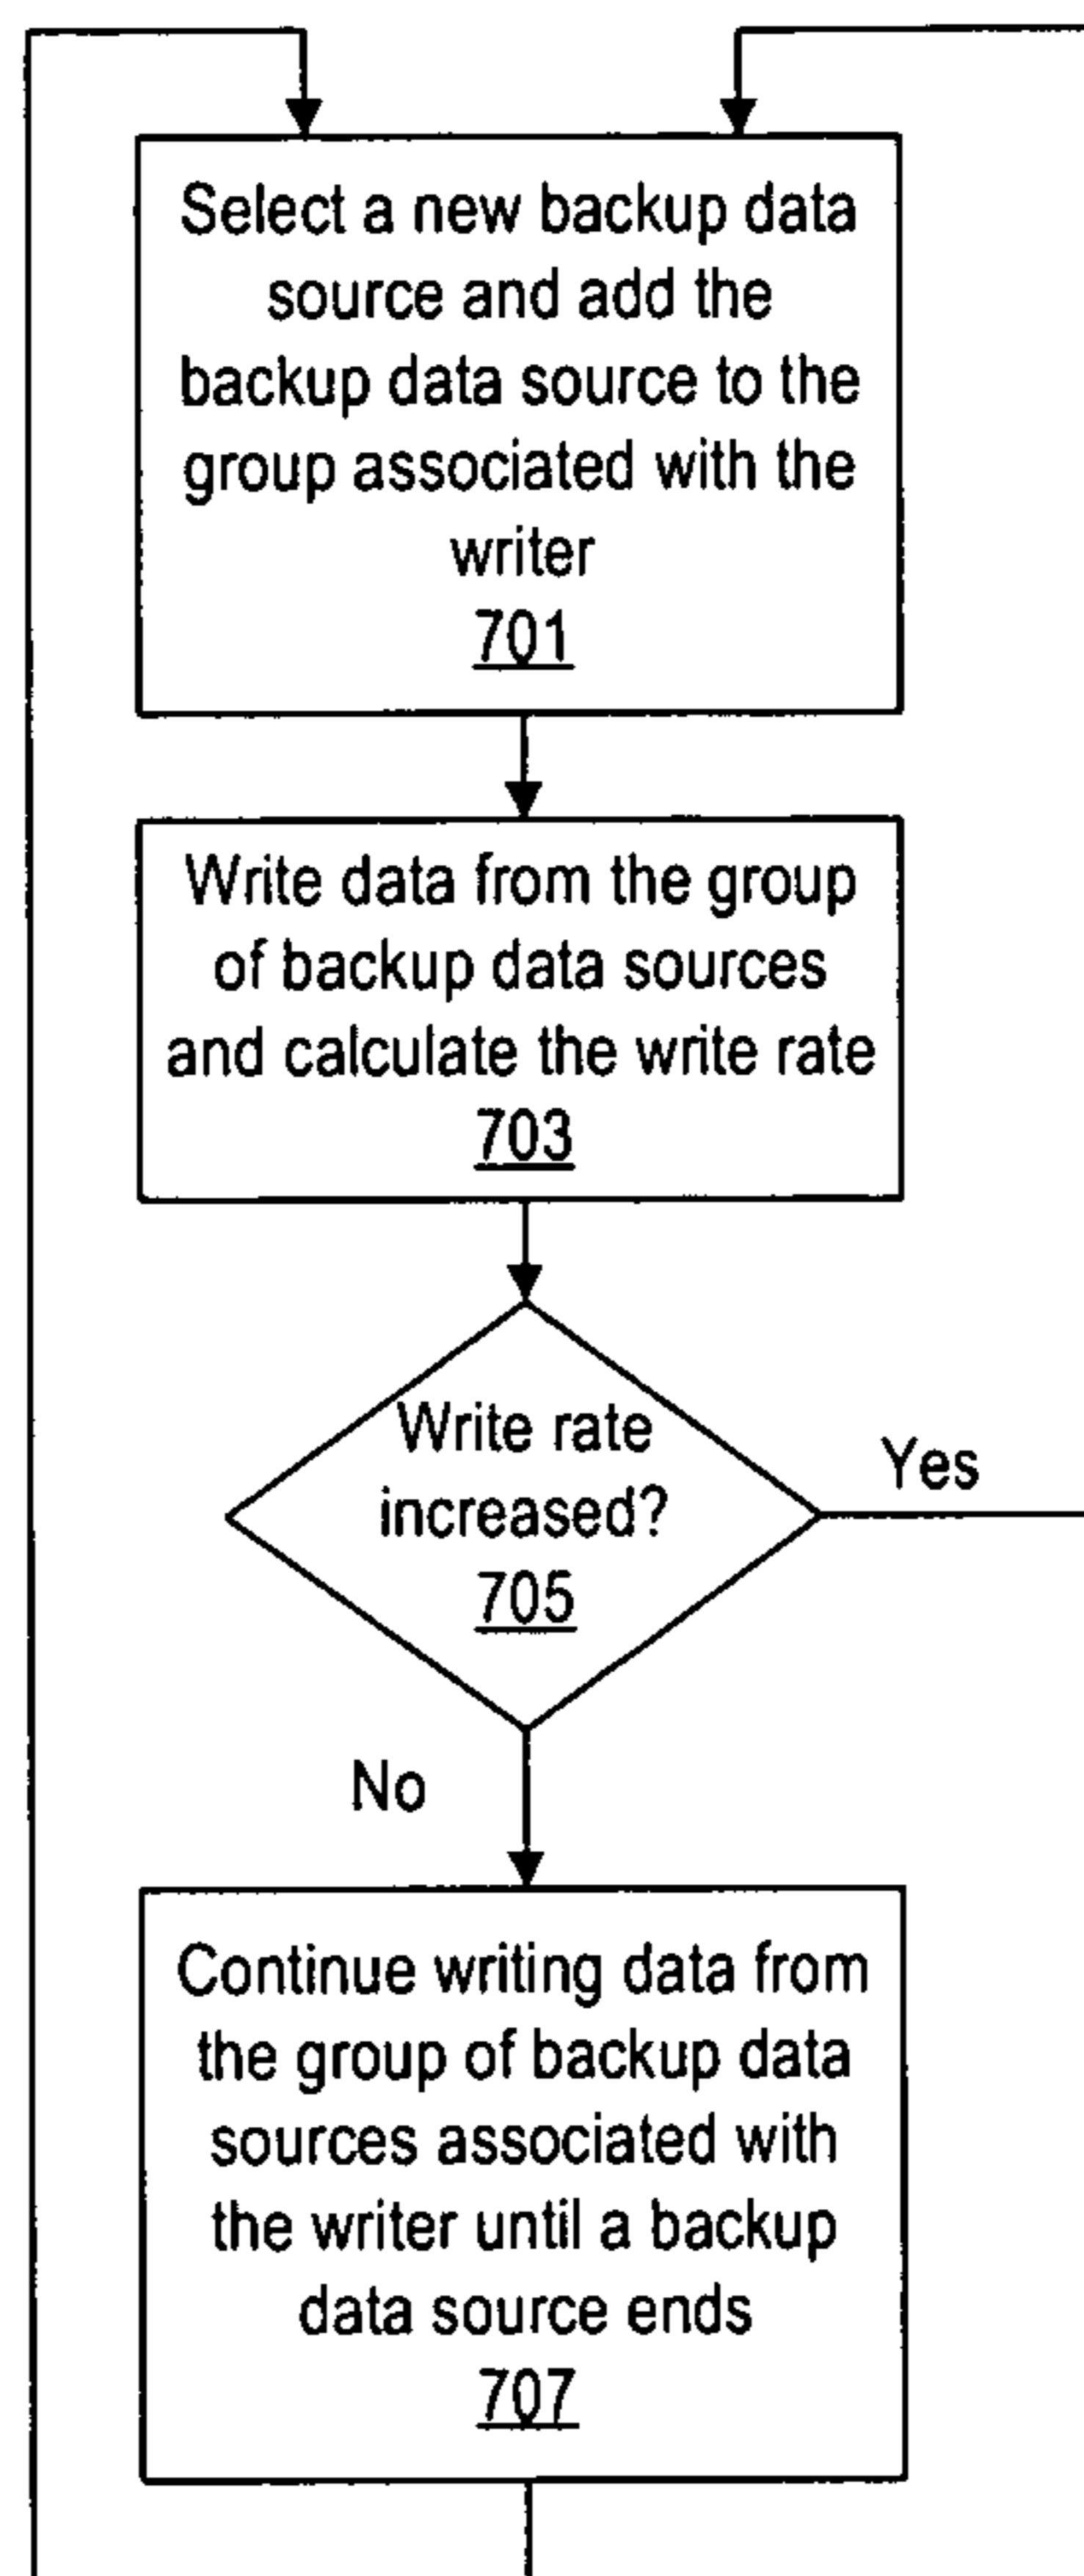 Select a new backup data
source and add the
backup data source to the
group associated with the
writer
701
Write data from the group
of backup data sources
and calculate the write rate
703
Write rate
increased?
705
Yes
No
Continue writing data from
the group of backup data
sources associated with
the writer until a backup
data source ends
707